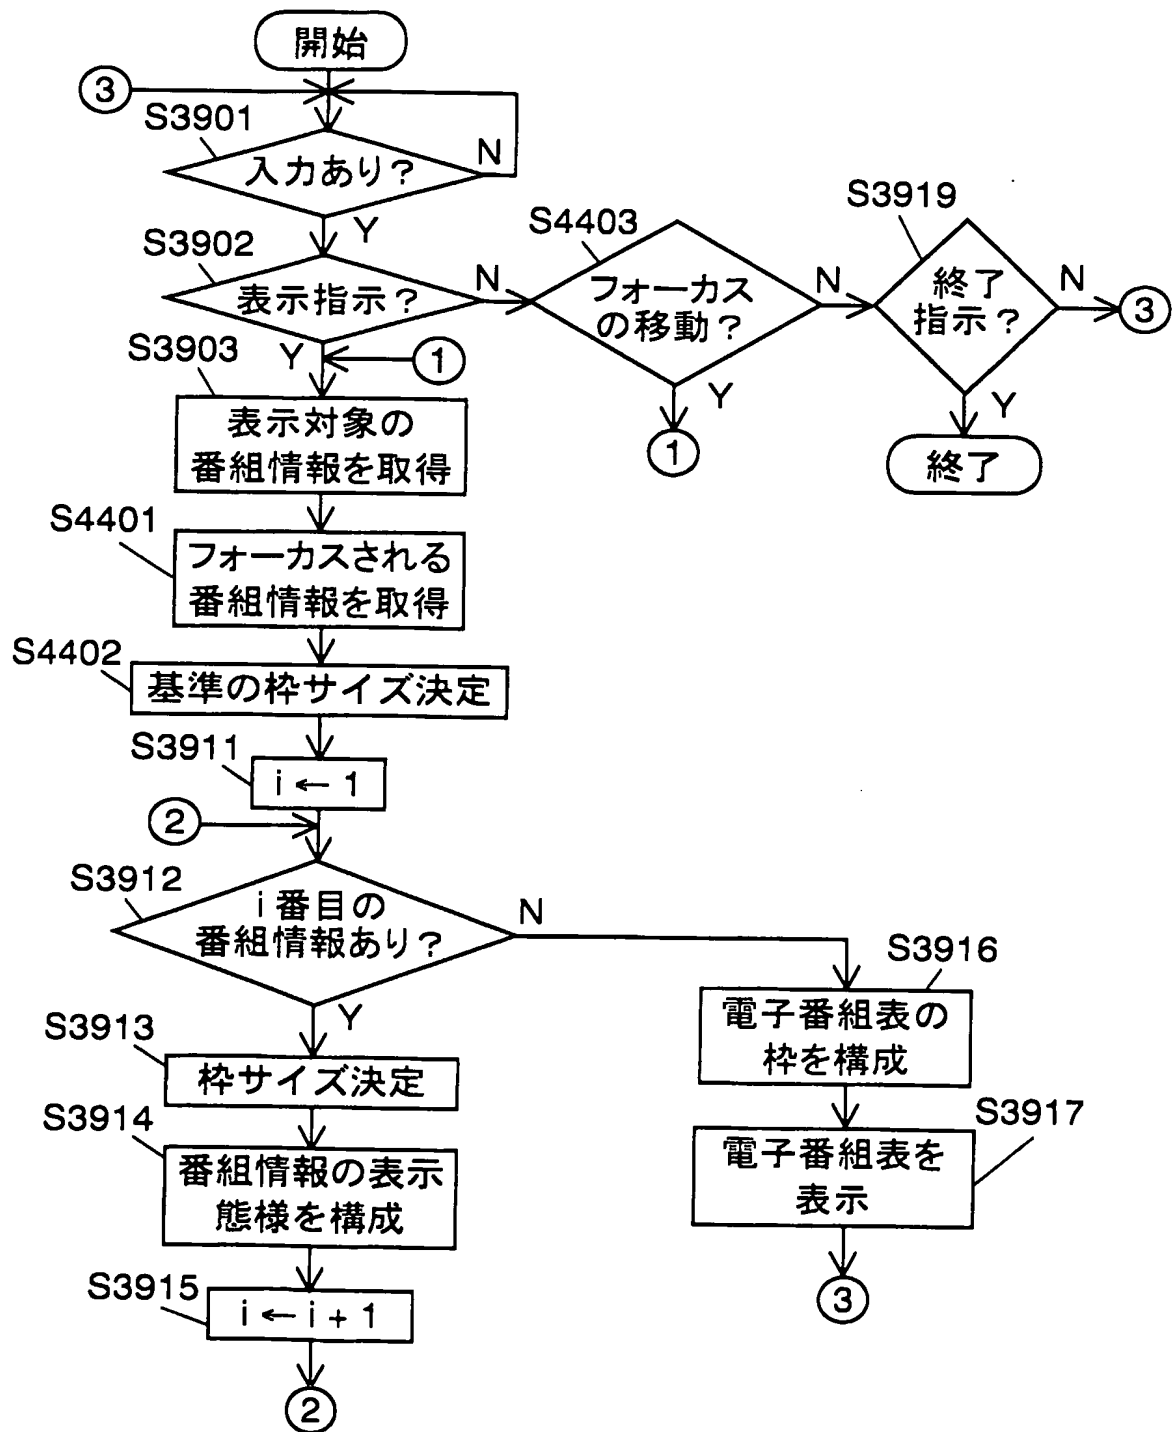 開始
3
S3901
入力あり?
N
Y
S3902
表示指示?
N
Y
S4403
フォーカス
の移動?
N
Y
1
S3919
終了
指示?
N
3
Y
終了
1
S3903
表示対象の
番組情報を取得
S4401
フォーカスされる
番組情報を取得
S4402
基準の枠サイズ決定
S3911
i ← 1
2
S3912
i番目の
番組情報あり?
N
Y
S3913
枠サイズ決定
S3914
番組情報の表示
態様を構成
S3915
i ← i + 1
2
S3916
電子番組表の
枠を構成
S3917
電子番組表を
表示
3